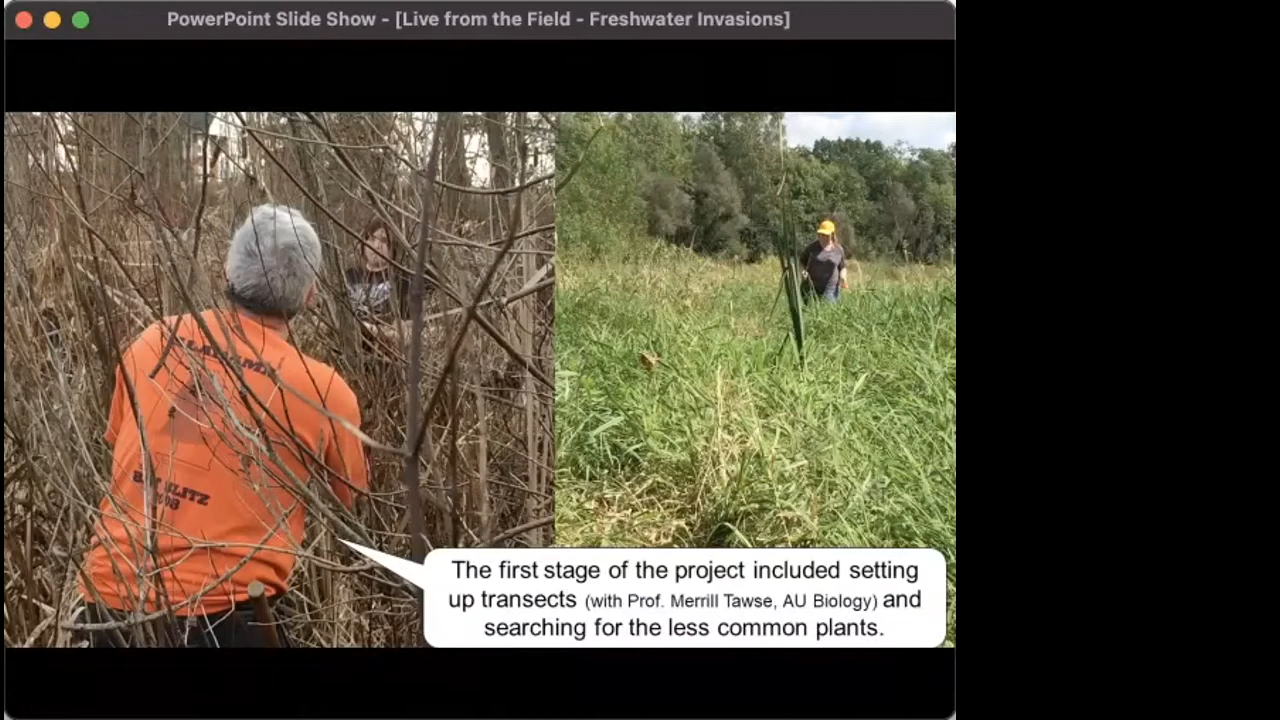 PowerPoint Slide Show - [Live from the Field - Freshwater Invasions]
The first stage of the project included setting
up transects (with Prof. Merrill Tawse, AU Biology) and
searching for the less common plants.